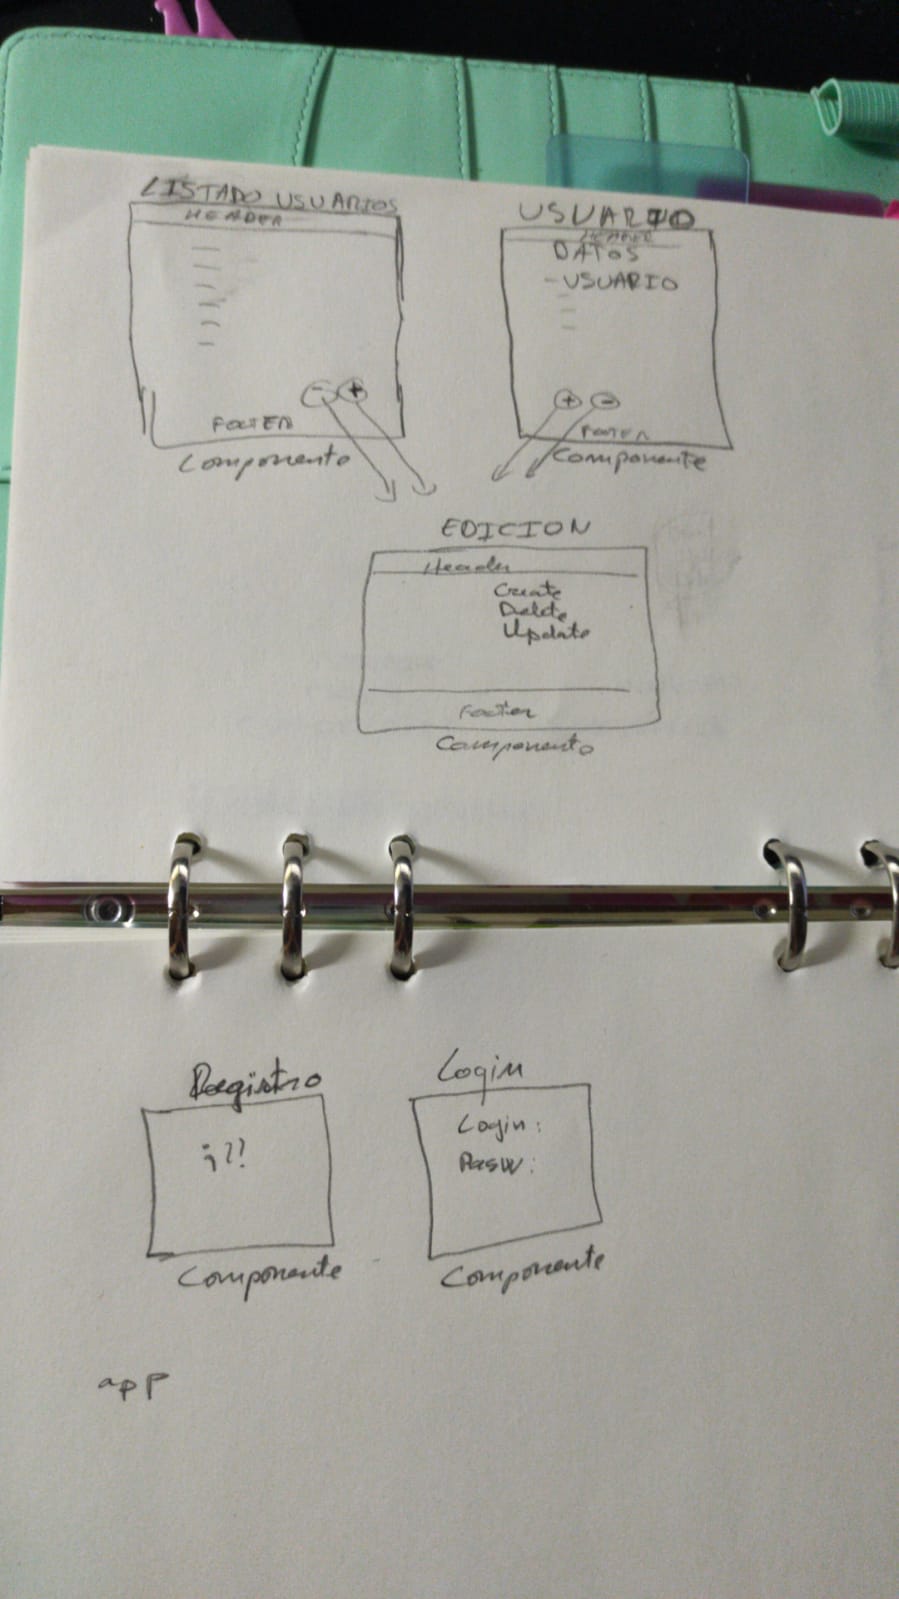 LISTADO USUARIOS
HEADER
- +
FOOTER
Componente
USUARIO
HEADER
DATOS
- USUARIO
+ -
FOOTER
Componente
EDICION
Header
Create
Delete
Update
Footer
Componente
Registro
¿??
Componente
Login
Login:
Pasw:
Componente
app